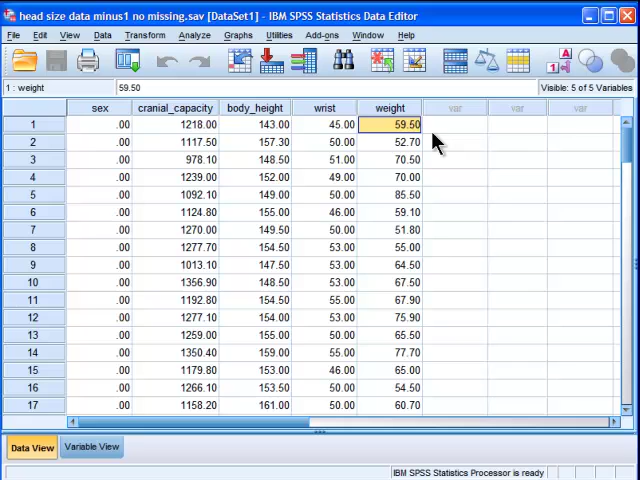 head size data minus1 no missing.sav [DataSet1] - IBM SPSS Statistics Data Editor
File Edit View Data Transform Analyze Graphs Utilities Add-ons Window Help
1 : weight 59.50 Visible: 5 of 5 Variables
sex cranial_capacity body_height wrist weight var var var
1 .00 1218.00 143.00 45.00 59.50
2 .00 1117.50 157.30 50.00 52.70
3 .00 978.10 148.50 51.00 70.50
4 .00 1239.00 152.00 49.00 70.00
5 .00 1092.10 149.00 50.00 85.50
6 .00 1124.80 155.00 46.00 59.10
7 .00 1270.00 149.50 50.00 51.80
8 .00 1277.70 154.50 53.00 55.00
9 .00 1013.10 147.50 53.00 64.50
10 .00 1356.90 148.50 53.00 67.50
11 .00 1192.80 154.50 55.00 67.90
12 .00 1277.10 154.00 53.00 75.90
13 .00 1259.00 155.00 50.00 65.50
14 .00 1350.40 159.00 55.00 77.70
15 .00 1179.80 153.00 46.00 65.00
16 .00 1266.10 153.50 50.00 54.50
17 .00 1158.20 161.00 50.00 60.70
Data View Variable View
IBM SPSS Statistics Processor is ready